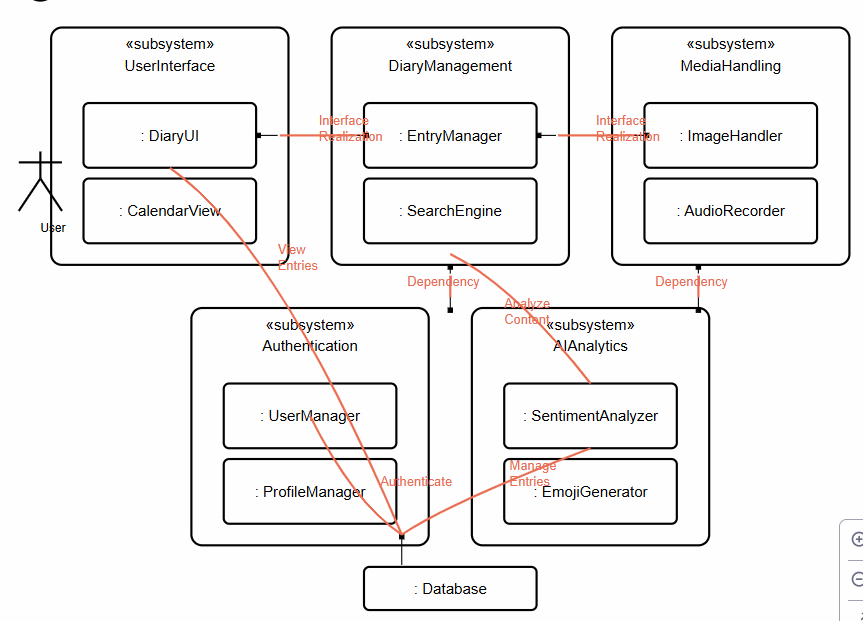 «subsystem»
UserInterface
: DiaryUI
: CalendarView
User
Interface
Realization
«subsystem»
DiaryManagement
: EntryManager
: SearchEngine
Interface
Realization
«subsystem»
MediaHandling
: ImageHandler
: AudioRecorder
View
Entries
Dependency
Analyze
Content
Dependency
«subsystem»
Authentication
: UserManager
: ProfileManager
Authenticate
«subsystem»
AIAnalytics
: SentimentAnalyzer
Manage
Entries
: EmojiGenerator
: Database